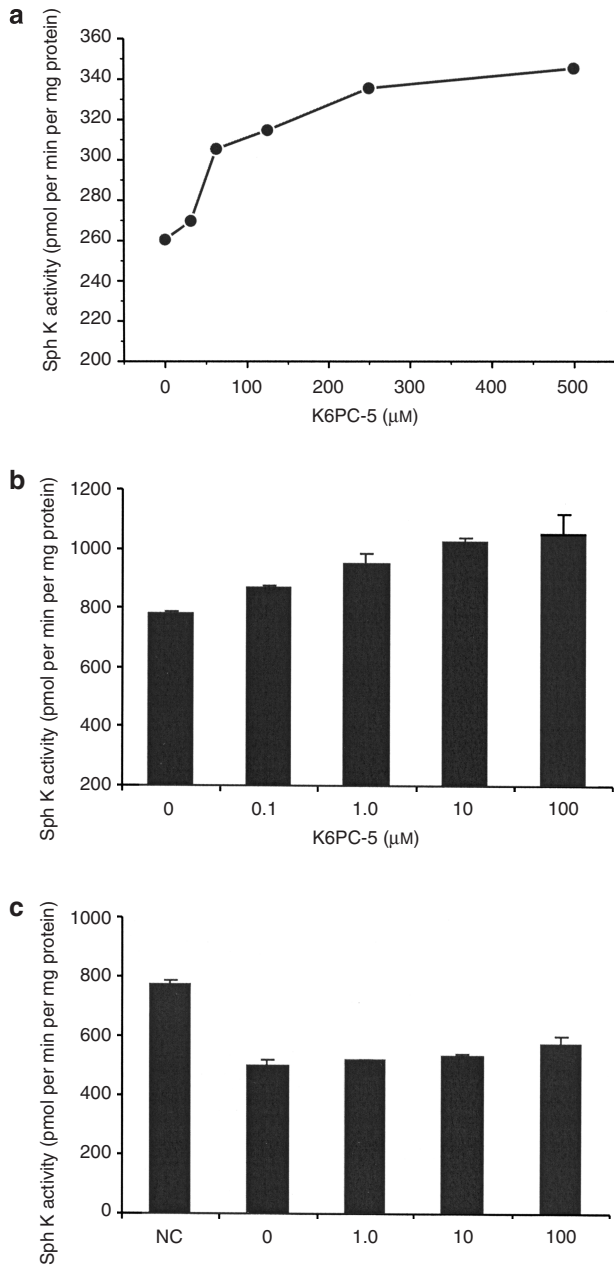 a
Sph K activity (pmol per min per mg protein)
360
340
320
300
280
260
240
220
200
0 100 200 300 400 500
K6PC-5 (μM)
b
Sph K activity (pmol per min per mg protein)
1200
1000
800
600
400
200
0 0.1 1.0 10 100
K6PC-5 (μM)
c
Sph K activity (pmol per min per mg protein)
1000
800
600
400
200
0
NC 0 1.0 10 100